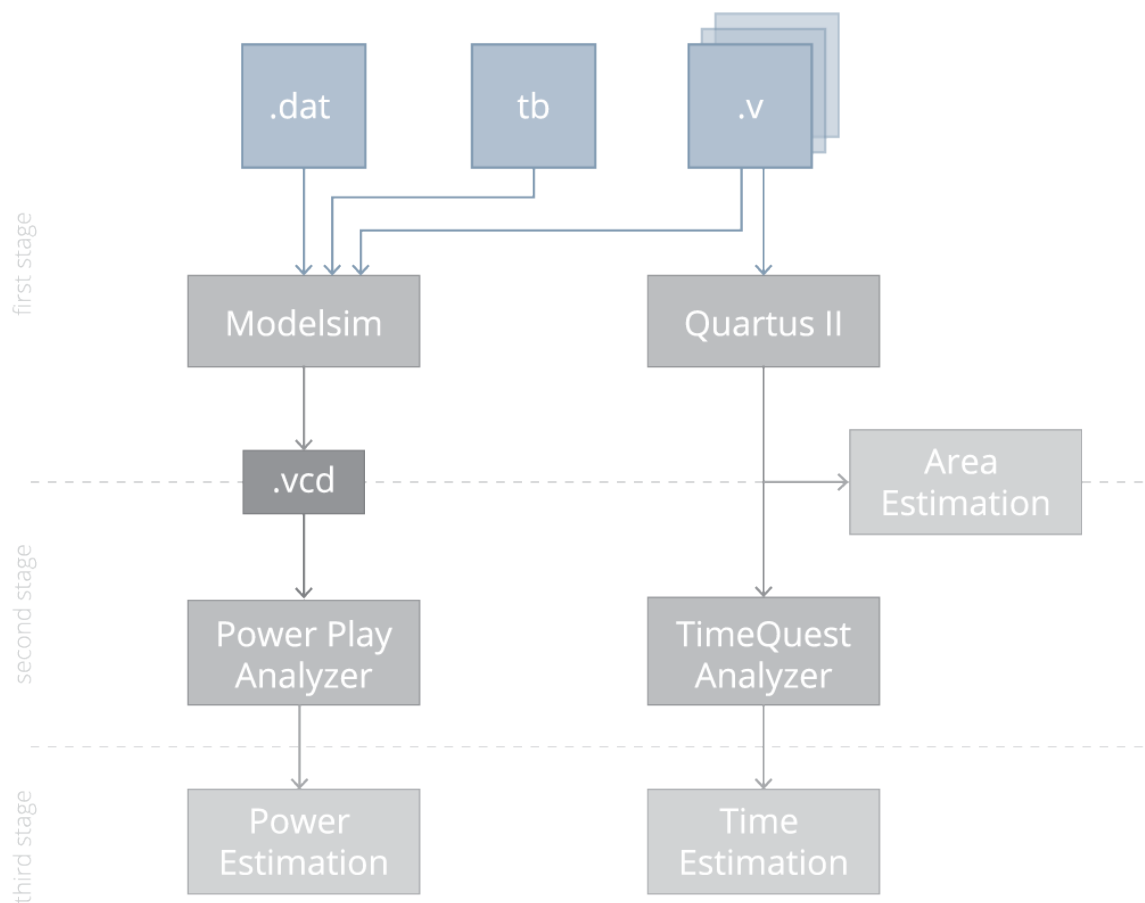 .dat
tb
.v
first stage
Modelsim
Quartus II
.vcd
Area
Estimation
second stage
Power Play
Analyzer
TimeQuest
Analyzer
third stage
Power
Estimation
Time
Estimation